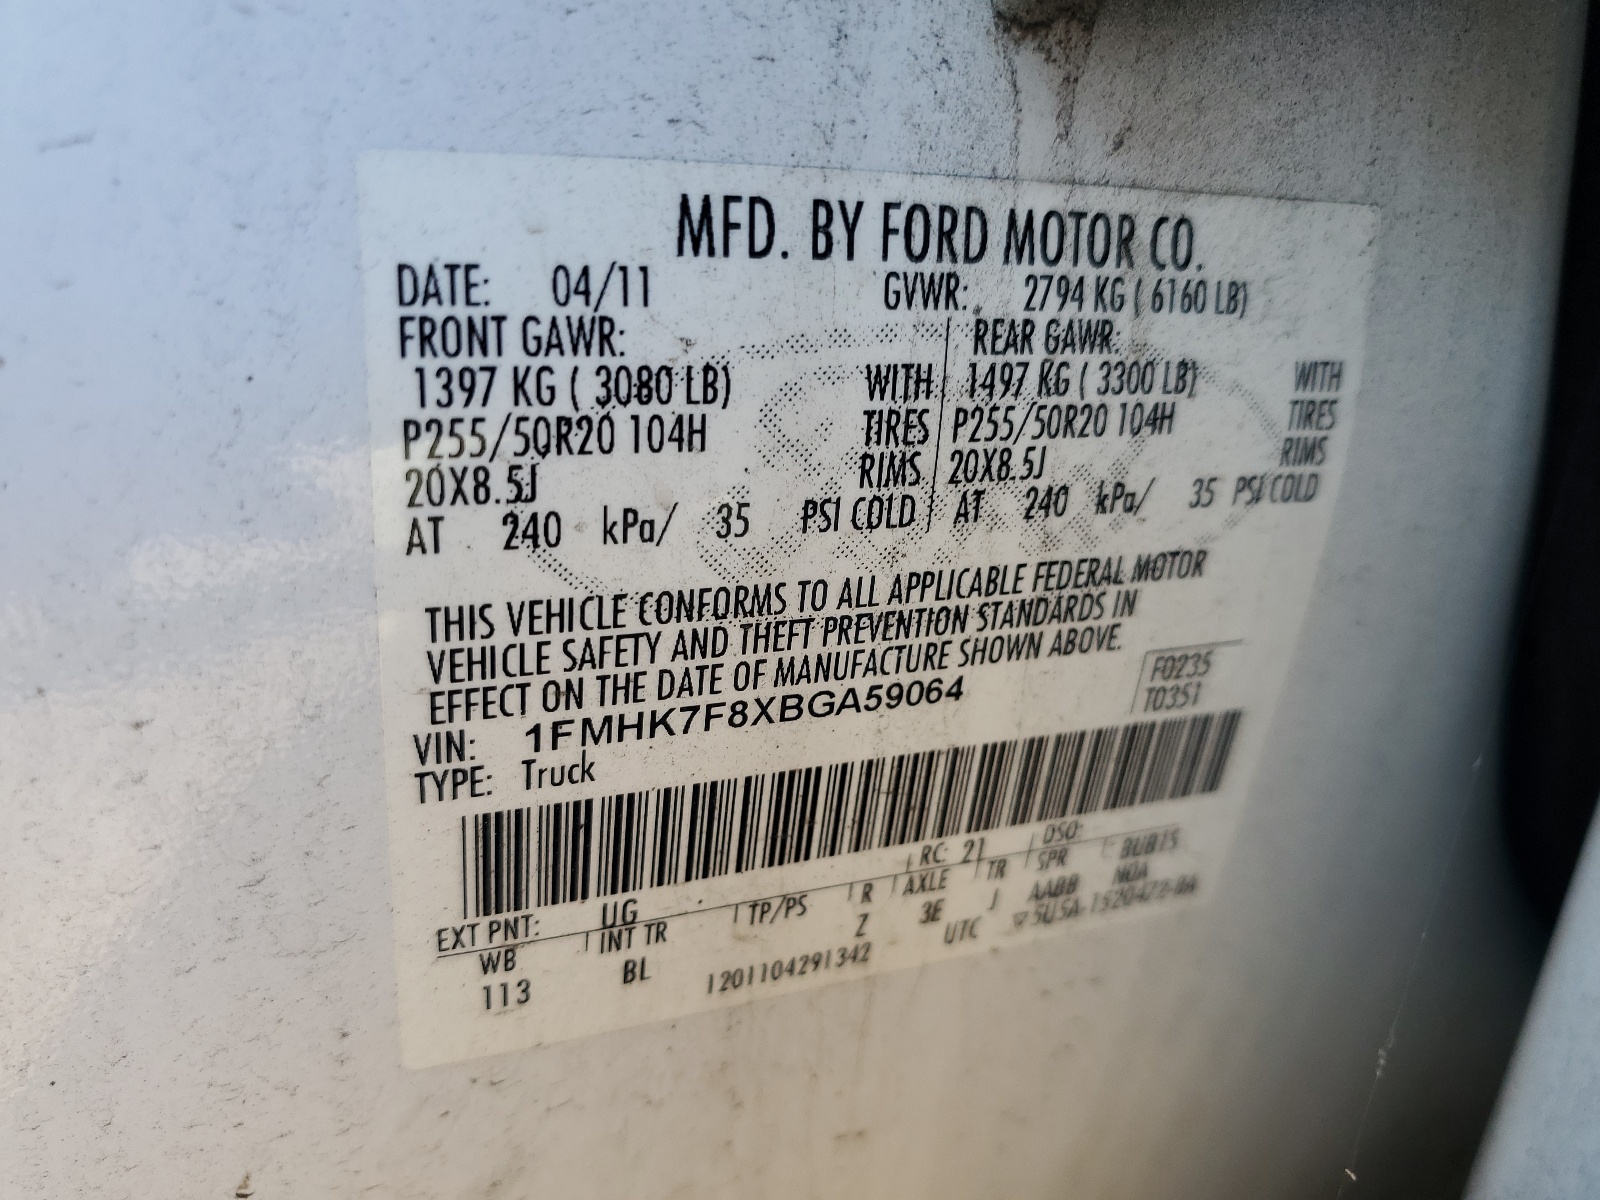 MFD. BY FORD MOTOR CO.
DATE: 04/11 GVWR: 2794 KG ( 6160 LB)
FRONT GAWR: REAR GAWR:
1397 KG ( 3080 LB) WITH 1497 KG ( 3300 LB) WITH
P255/50R20 104H TIRES P255/50R20 104H TIRES
20X8.5J RIMS 20X8.5J RIMS
AT 240 kPa/ 35 PSI COLD AT 240 kPa/ 35 PSI COLD
THIS VEHICLE CONFORMS TO ALL APPLICABLE FEDERAL MOTOR
VEHICLE SAFETY AND THEFT PREVENTION STANDARDS IN
EFFECT ON THE DATE OF MANUFACTURE SHOWN ABOVE.
F0235
T0351
VIN: 1FMHK7F8XBGA59064
TYPE: Truck
EXT PNT: UG RC: 21 DSO:
WB INT TR TP/PS R AXLE TR SPR
113 BL Z 3E J AABB
1201104291342 UTC